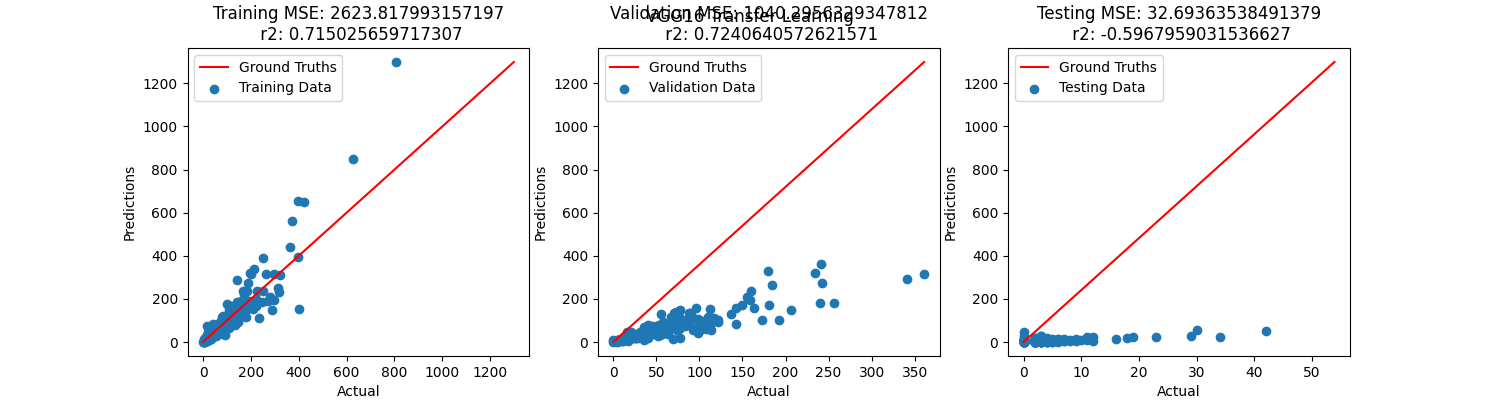 VGG16 Transfer Learning
Training MSE: 2623.817993157197
r2: 0.715025659717307
Ground Truths
Training Data
1200
1000
800
600
400
200
0
Predictions
0 200 400 600 800 1000 1200
Actual
Validation MSE: 1040.2956329347812
r2: 0.7240640572621571
Ground Truths
Validation Data
1200
1000
800
600
400
200
0
Predictions
0 50 100 150 200 250 300 350
Actual
Testing MSE: 32.69363538491379
r2: -0.5967959031536627
Ground Truths
Testing Data
1200
1000
800
600
400
200
0
Predictions
0 10 20 30 40 50
Actual